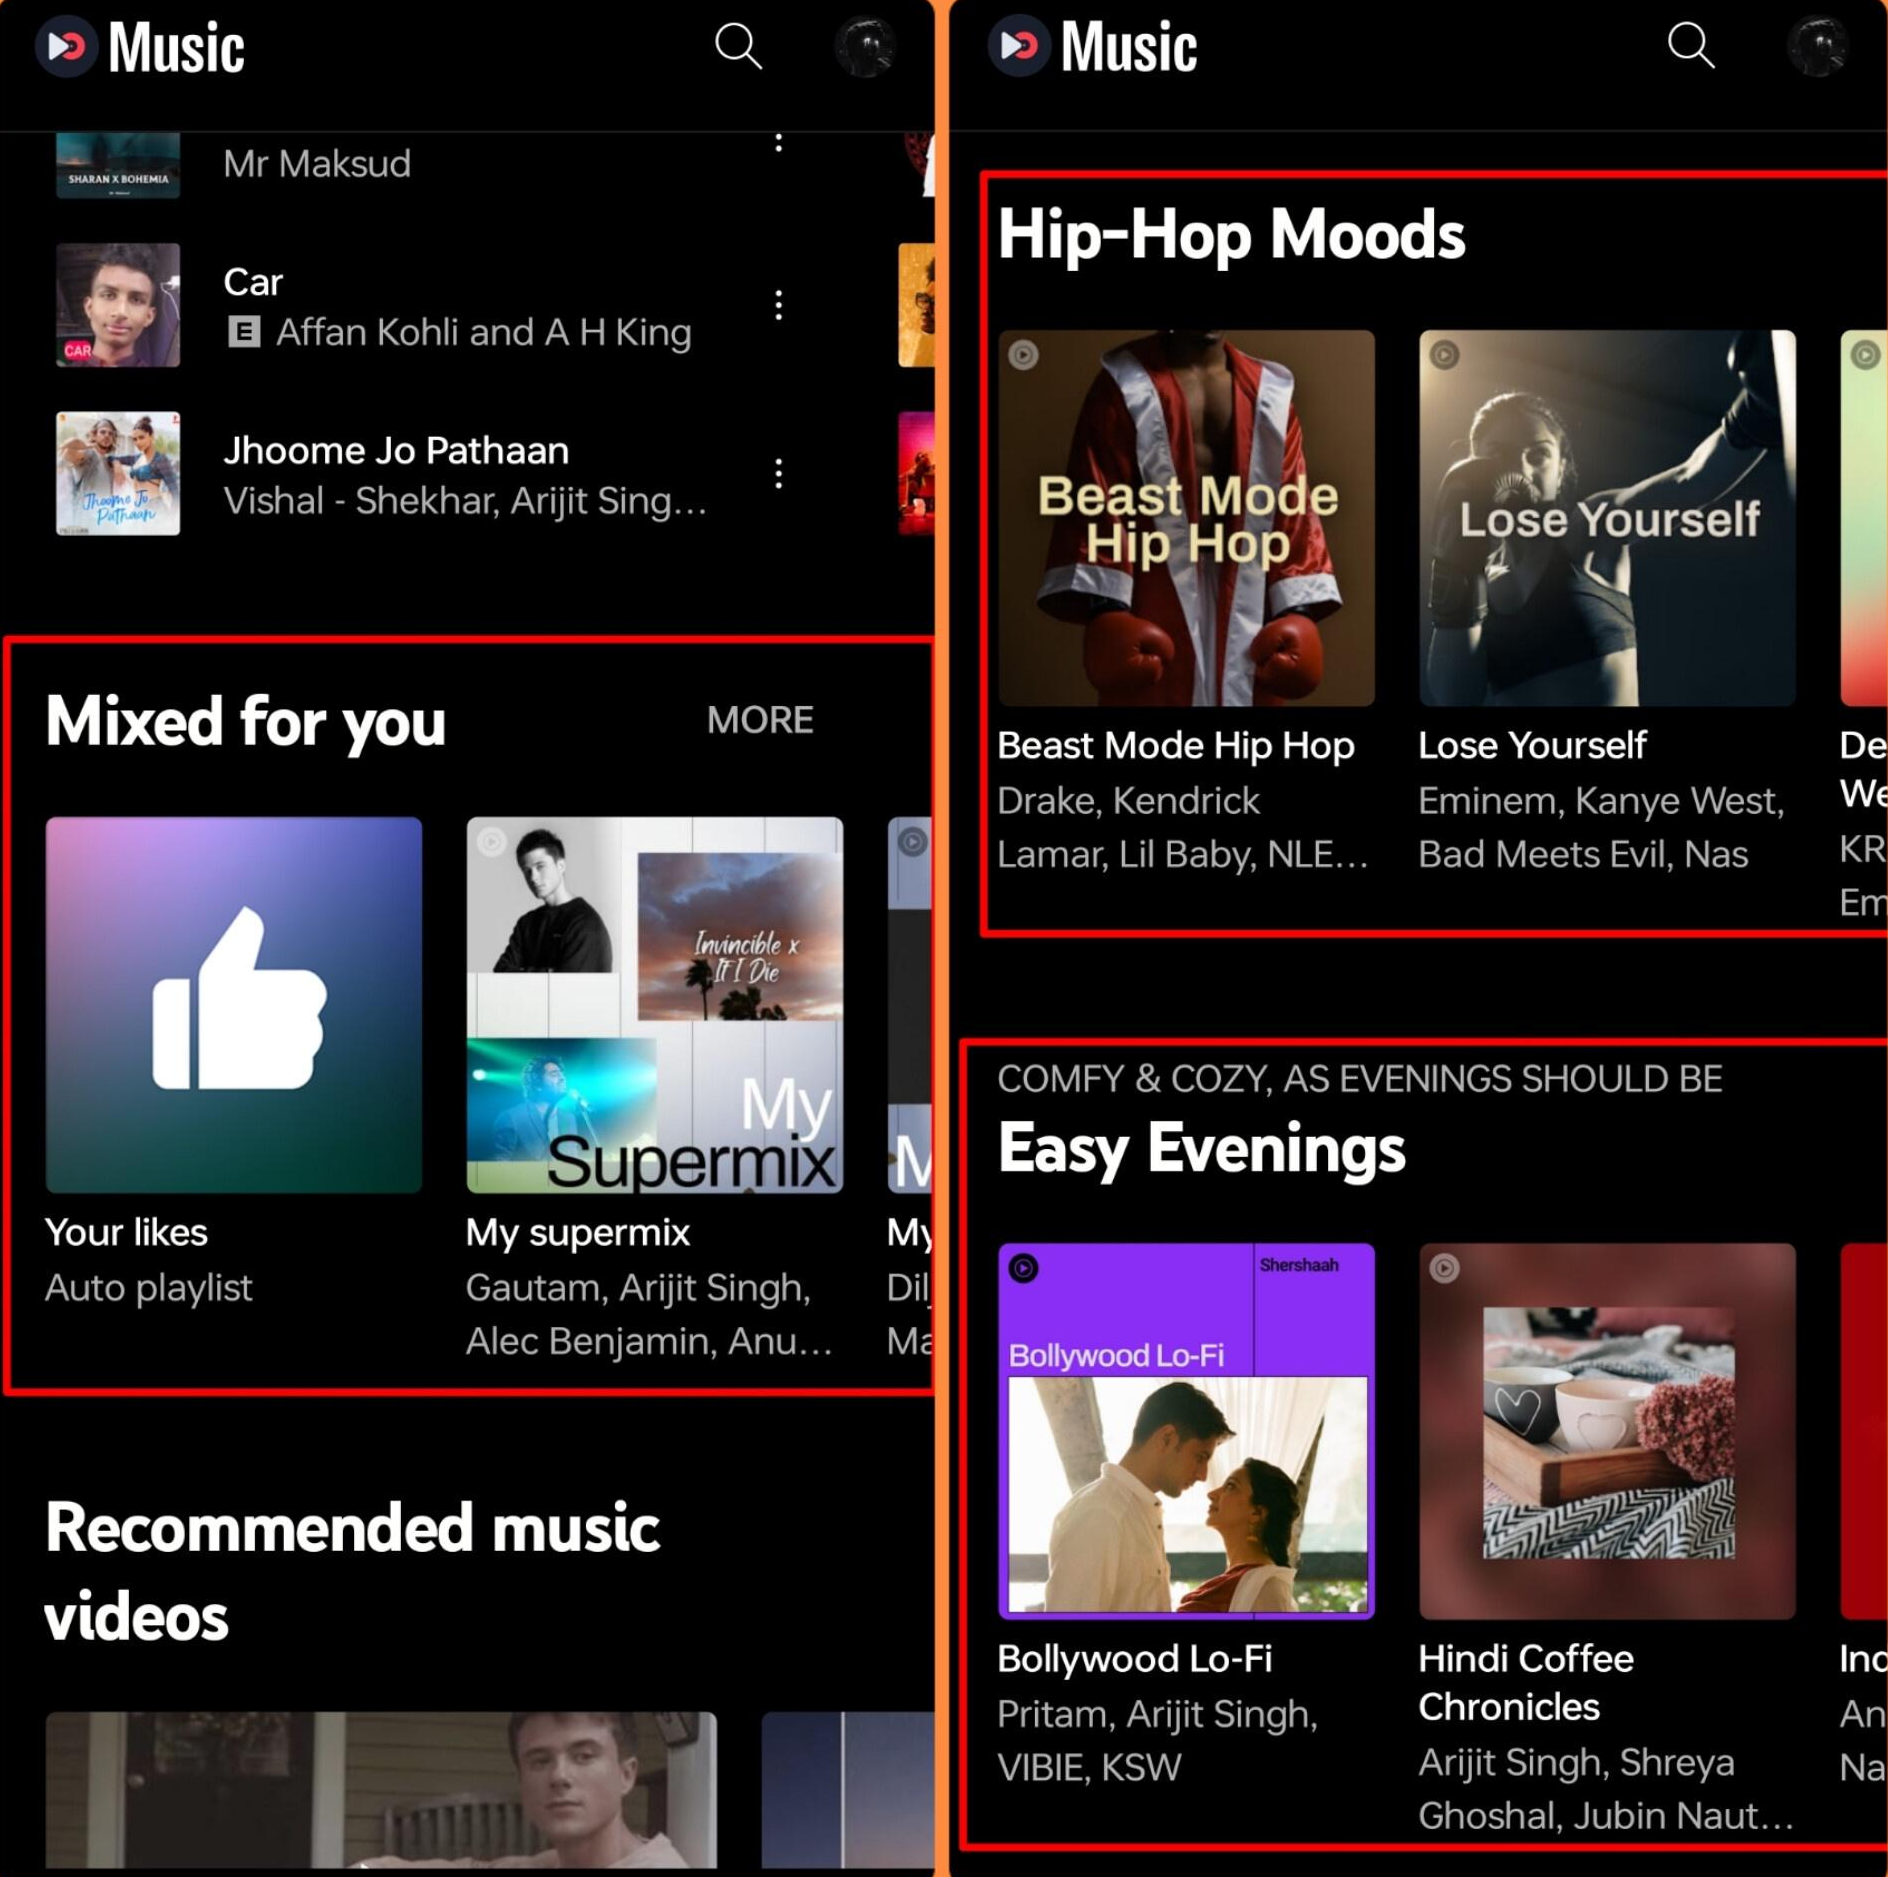 Music
SHARAN X BOHEMIA
Mr Maksud
CAR
Car
E Affan Kohli and A H King
Jhoome Jo
Pathaan
Jhoome Jo Pathaan
Vishal - Shekhar, Arijit Sing...
Mixed for you
MORE
Invincible x
If I Die
My
Supermix
M
Your likes
Auto playlist
My supermix
Gautam, Arijit Singh,
Alec Benjamin, Anu...
My
Dil
Ma
Recommended music
videos
Music
Hip-Hop Moods
Beast Mode
Hip Hop
Lose Yourself
Beast Mode Hip Hop
Drake, Kendrick
Lamar, Lil Baby, NLE...
Lose Yourself
Eminem, Kanye West,
Bad Meets Evil, Nas
De
We
KR
Em
COMFY & COZY, AS EVENINGS SHOULD BE
Easy Evenings
Shershaah
Bollywood Lo-Fi
Bollywood Lo-Fi
Pritam, Arijit Singh,
VIBIE, KSW
Hindi Coffee
Chronicles
Arijit Singh, Shreya
Ghoshal, Jubin Naut...
Ind
An
Na